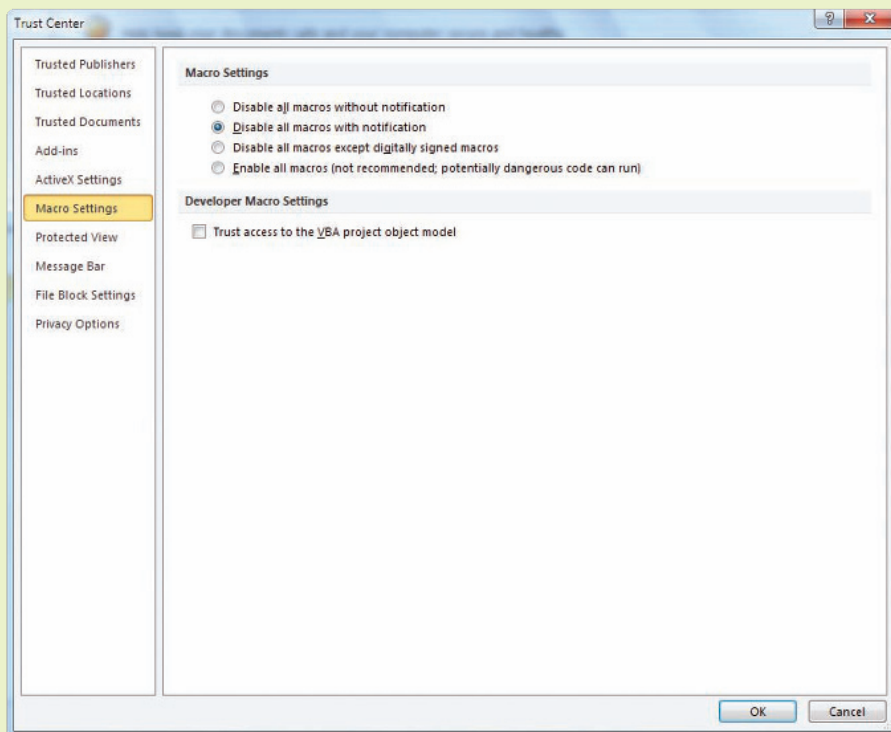 Trust Center
Trusted Publishers
Trusted Locations
Trusted Documents
Add-ins
ActiveX Settings
Macro Settings
Protected View
Message Bar
File Block Settings
Privacy Options
Macro Settings
Disable all macros without notification
Disable all macros with notification
Disable all macros except digitally signed macros
Enable all macros (not recommended; potentially dangerous code can run)
Developer Macro Settings
Trust access to the VBA project object model
OK
Cancel